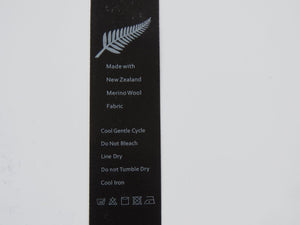 Made with
New Zealand
Merino Wool
Fabric
Cool Gentle Cycle
Do Not Bleach
Line Dry
Do not Tumble Dry
Cool Iron